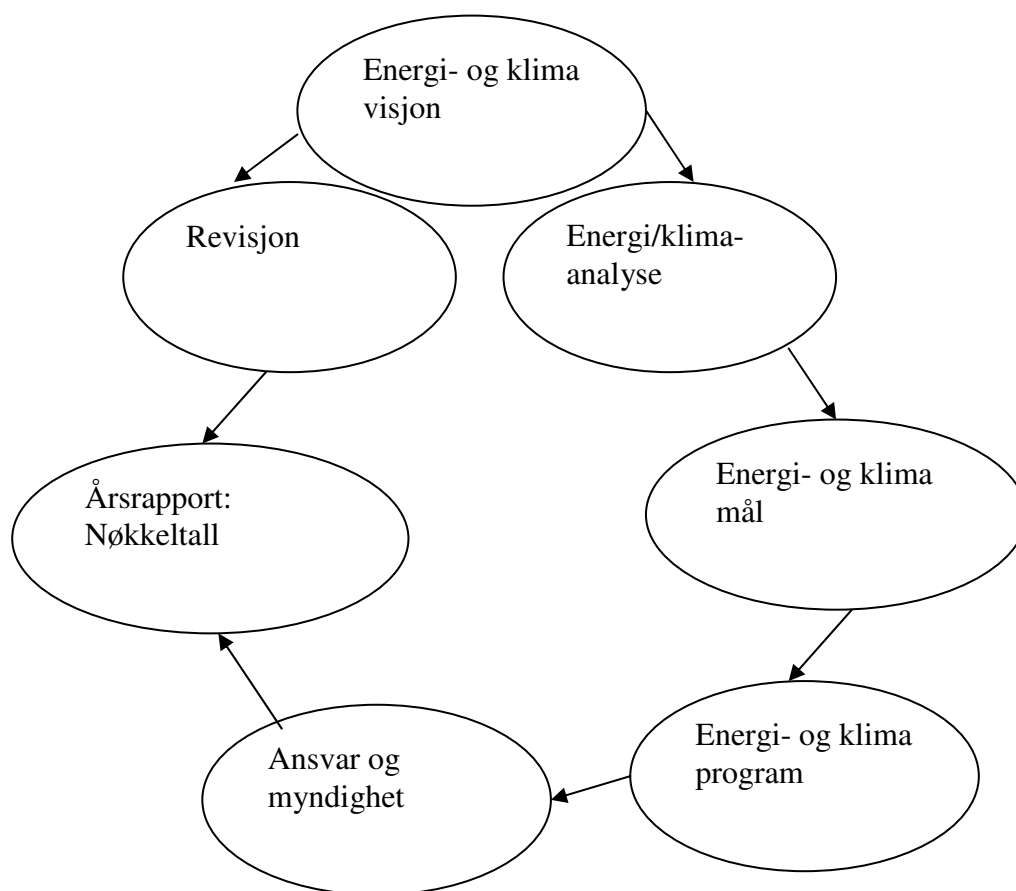 Energi- og klima
visjon
Revisjon
Energi/klima-
analyse
Årsrapport:
Nøkkeltall
Energi- og klima
mål
Ansvar og
myndighet
Energi- og klima
program